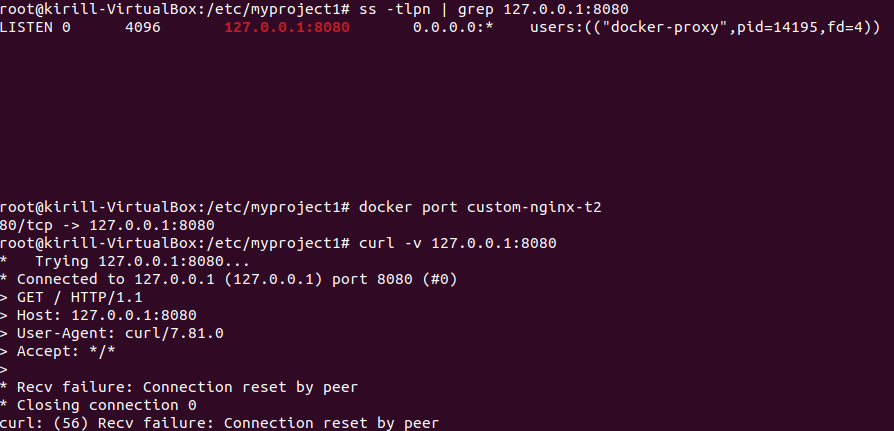 root@kirill-VirtualBox:/etc/myproject1# ss -tlpn | grep 127.0.0.1:8080
LISTEN 0      4096        127.0.0.1:8080       0.0.0.0:*    users:(("docker-proxy",pid=14195,fd=4))
root@kirill-VirtualBox:/etc/myproject1# docker port custom-nginx-t2
80/tcp -> 127.0.0.1:8080
root@kirill-VirtualBox:/etc/myproject1# curl -v 127.0.0.1:8080
*   Trying 127.0.0.1:8080...
* Connected to 127.0.0.1 (127.0.0.1) port 8080 (#0)
> GET / HTTP/1.1
> Host: 127.0.0.1:8080
> User-Agent: curl/7.81.0
> Accept: */*
>
* Recv failure: Connection reset by peer
* Closing connection 0
curl: (56) Recv failure: Connection reset by peer